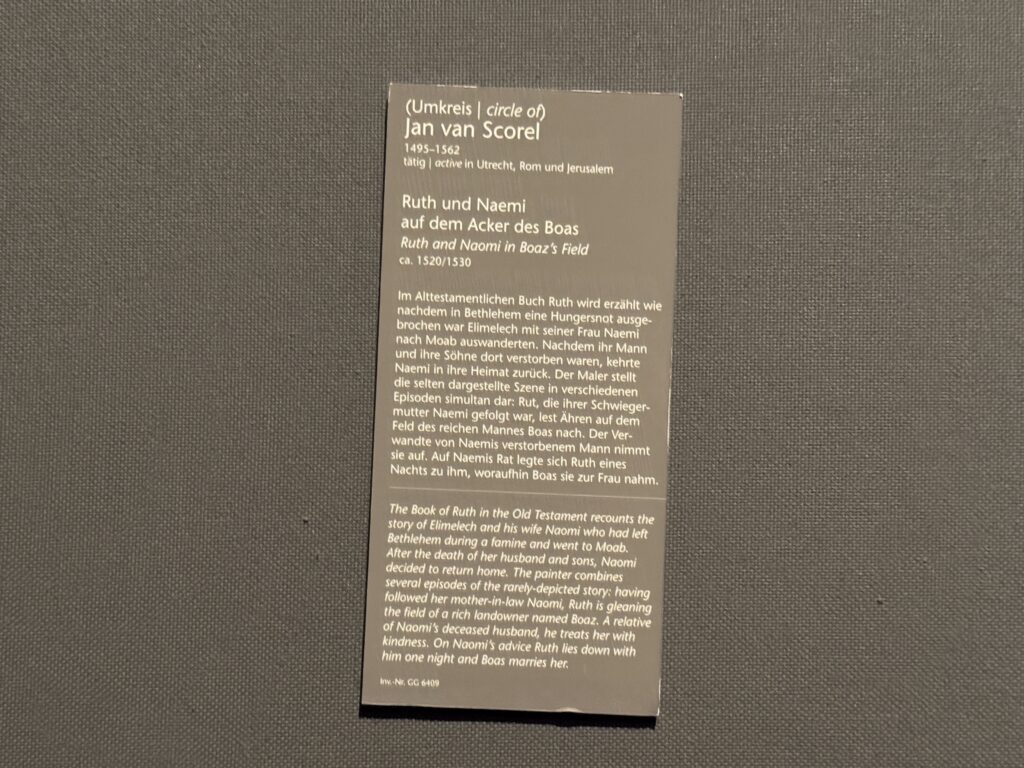 (Umkreis | circle of)
Jan van Scorel
1495–1562
tätig | active in Utrecht, Rom und Jerusalem
Ruth und Naemi
auf dem Acker des Boas
Ruth and Naomi in Boaz's Field
ca. 1520/1530
Im Alttestamentlichen Buch Ruth wird erzählt wie
nachdem in Bethlehem eine Hungersnot ausge-
brochen war Elimelech mit seiner Frau Naemi
nach Moab auswanderten. Nachdem ihr Mann
und ihre Söhne dort verstorben waren, kehrte
Naemi in ihre Heimat zurück. Der Maler stellt
die selten dargestellte Szene in verschiedenen
Episoden simultan dar: Rut, die ihrer Schwieger-
mutter Naemi gefolgt war, lest Ähren auf dem
Feld des reichen Mannes Boas nach. Der Ver-
wandte von Naemis verstorbenem Mann nimmt
sie auf. Auf Naemis Rat legte sich Ruth eines
Nachts zu ihm, woraufhin Boas sie zur Frau nahm.
The Book of Ruth in the Old Testament recounts the
story of Elimelech and his wife Naomi who had left
Bethlehem during a famine and went to Moab.
After the death of her husband and sons, Naomi
decided to return home. The painter combines
several episodes of the rarely-depicted story: having
followed her mother-in-law Naomi, Ruth is gleaning
the field of a rich landowner named Boaz. A relative
of Naomi's deceased husband, he treats her with
kindness. On Naomi's advice Ruth lies down with
him one night and Boas marries her.
Inv.-Nr. GG 6409